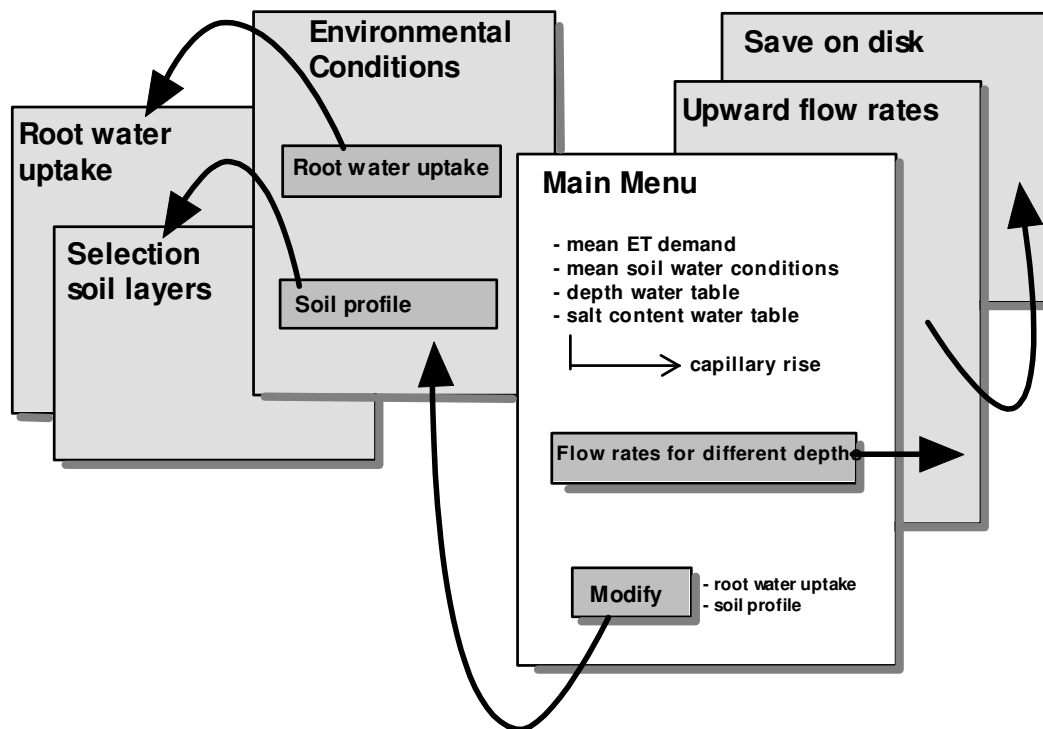 Environmental
Conditions
Root water uptake
Soil profile
Root water
uptake
Selection
soil layers
Save on disk
Upward flow rates
Main Menu
- mean ET demand
- mean soil water conditions
- depth water table
- salt content water table
capillary rise
Flow rates for different depth
Modify
- root water uptake
- soil profile